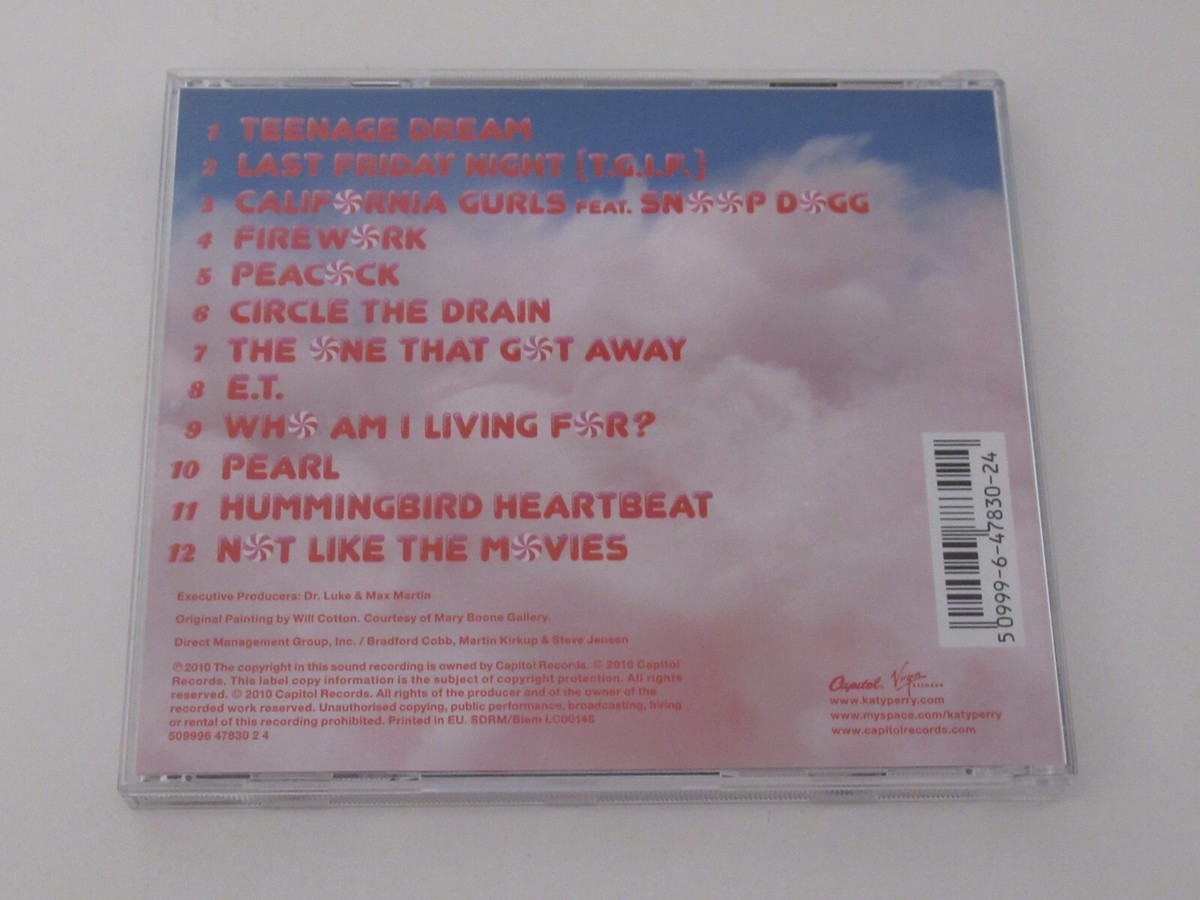 1 TEENAGE DREAM
2 LAST FRIDAY NIGHT [T.G.I.F.]
3 CALIFORNIA GURLS FEAT. SNOOP DOGG
4 FIREWORK
5 PEACOCK
6 CIRCLE THE DRAIN
7 THE ONE THAT GOT AWAY
8 E.T.
9 WHO AM I LIVING FOR?
10 PEARL
11 HUMMINGBIRD HEARTBEAT
12 NOT LIKE THE MOVIES
Executive Producers: Dr. Luke & Max Martin
Original Painting by Will Cotton. Courtesy of Mary Boone Gallery.
Direct Management Group, Inc. / Bradford Cobb, Martin Kirkup & Steve Jensen
℗ 2010 The copyright in this sound recording is owned by Capitol Records. © 2010 Capitol
Records. This label copy information is the subject of copyright protection. All rights
reserved. © 2010 Capitol Records. All rights of the producer and of the owner of the
recorded work reserved. Unauthorised copying, public performance, broadcasting, hiring
or rental of this recording prohibited. Printed in EU. SDRM/Biem LC00148
509996 47830 2 4
5 0999-6-47830-24
Capitol Virgin RECORDS
www.katyperry.com
www.myspace.com/katyperry
www.capitolrecords.com